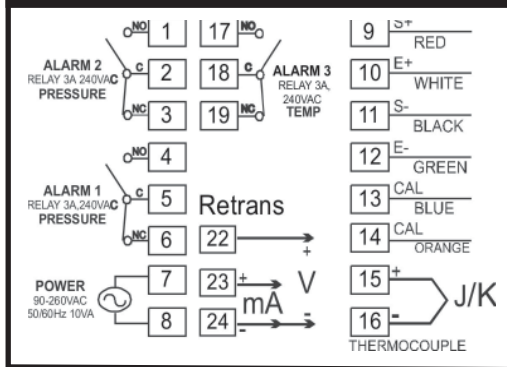 NO 1
ALARM 2
RELAY 3A 240VAC
PRESSURE
C 2
NC 3
NO 4
ALARM 1
RELAY 3A,240VAC
PRESSURE
C 5
NC 6
POWER
90-260VAC
50/60Hz 10VA
7
8
17 NO
18 C
19 NC
ALARM 3
RELAY 3A,
240VAC
TEMP
Retrans
22 +
23 + V
mA
24 - -
9 S+
RED
10 E+
WHITE
11 S-
BLACK
12 E-
GREEN
13 CAL
BLUE
14 CAL
ORANGE
15 +
J/K
16 -
THERMOCOUPLE